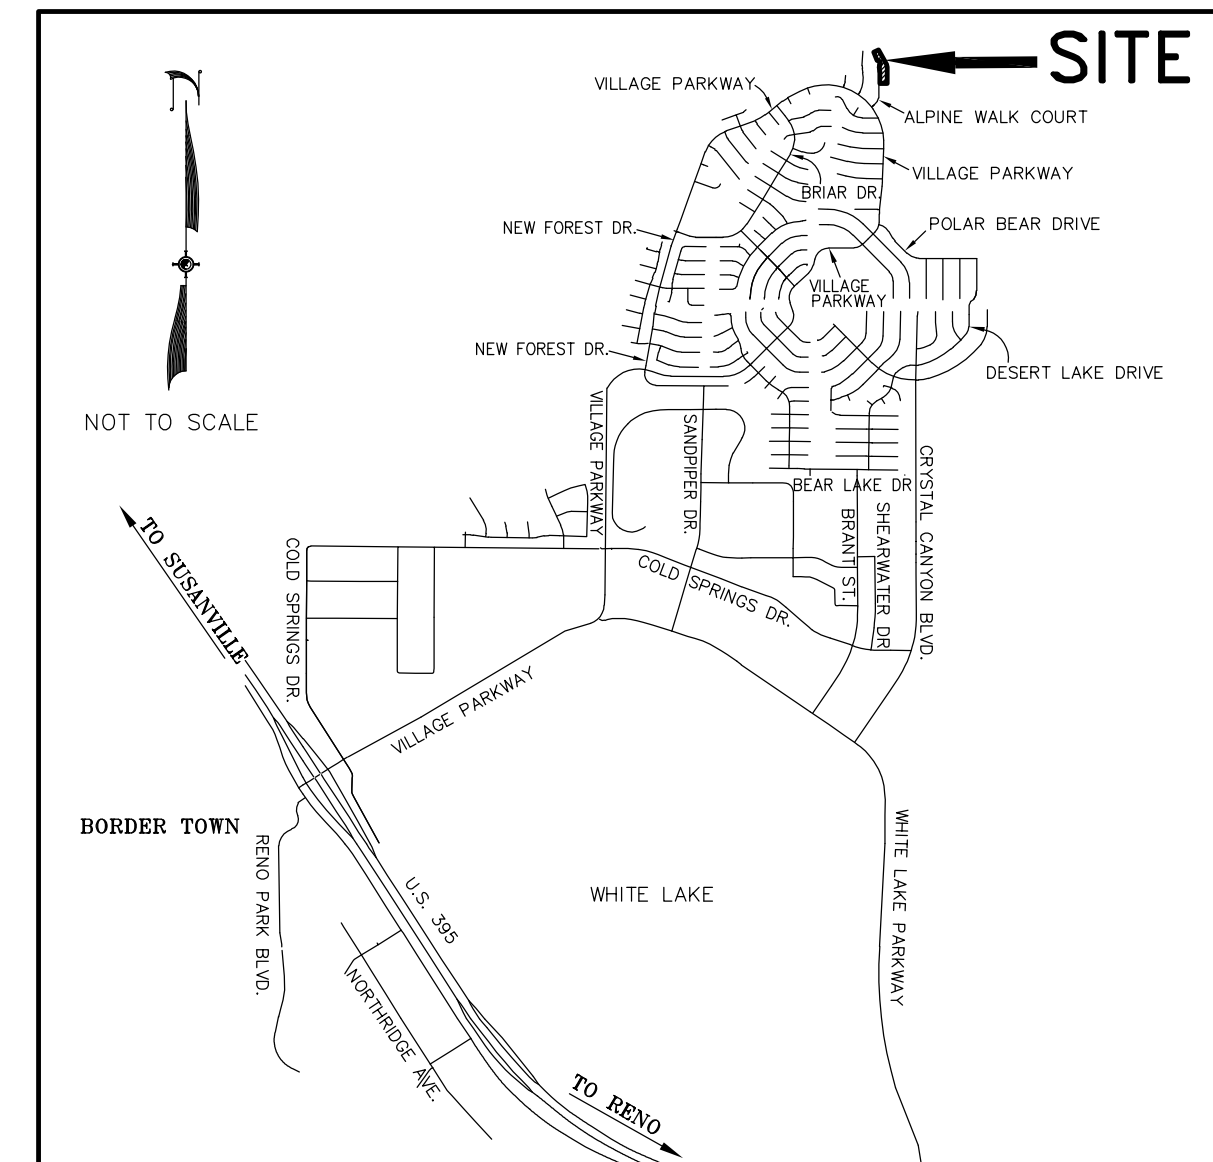 SITE
VILLAGE PARKWAY
ALPINE WALK COURT
VILLAGE PARKWAY
BRIAR DR.
NEW FOREST DR.
POLAR BEAR DRIVE
VILLAGE
PARKWAY
NEW FOREST DR.
DESERT LAKE DRIVE
NOT TO SCALE
VILLAGE PARKWAY
SANDPIPER DR.
BEAR LAKE DR
CRYSTAL CANYON BLVD.
BRANT ST.
SHEARWATER DR
TO SUSANVILLE
COLD SPRINGS DR.
COLD SPRINGS DR.
VILLAGE PARKWAY
BORDER TOWN
RENO PARK BLVD.
U.S. 395
WHITE LAKE
WHITE LAKE PARKWAY
NORTHRIDGE AVE.
TO RENO